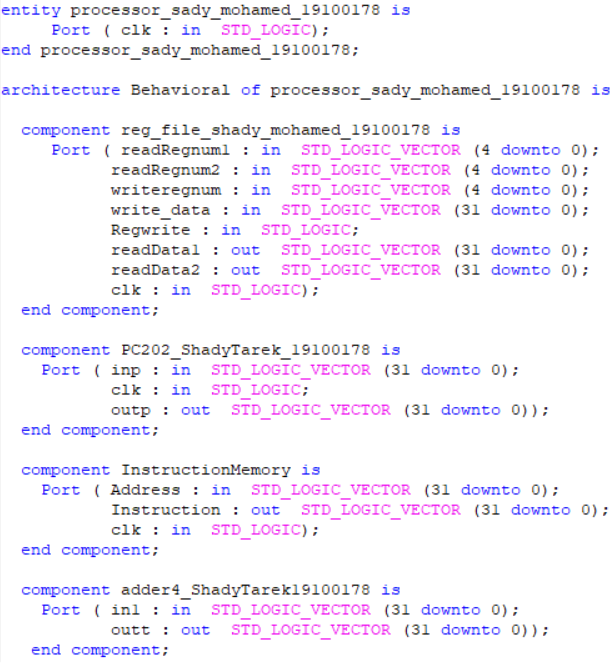 entity processor_sady_mohamed_19100178 is
Port ( clk : in STD_LOGIC);
end processor_sady_mohamed_19100178;
architecture Behavioral of processor_sady_mohamed_19100178 is
component reg_file_shady_mohamed_19100178 is
Port ( readRegnum1 : in STD_LOGIC_VECTOR (4 downto 0);
readRegnum2 : in STD_LOGIC_VECTOR (4 downto 0);
writeregnum : in STD_LOGIC_VECTOR (4 downto 0);
write_data : in STD_LOGIC_VECTOR (31 downto 0);
Regwrite : in STD_LOGIC;
readData1 : out STD_LOGIC_VECTOR (31 downto 0);
readData2 : out STD_LOGIC_VECTOR (31 downto 0);
clk : in STD_LOGIC);
end component;
component PC202_ShadyTarek_19100178 is
Port ( inp : in STD_LOGIC_VECTOR (31 downto 0);
clk : in STD_LOGIC;
outp : out STD_LOGIC_VECTOR (31 downto 0));
end component;
component InstructionMemory is
Port ( Address : in STD_LOGIC_VECTOR (31 downto 0);
Instruction : out STD_LOGIC_VECTOR (31 downto 0);
clk : in STD_LOGIC);
end component;
component adder4_ShadyTarek19100178 is
Port ( in1 : in STD_LOGIC_VECTOR (31 downto 0);
outt : out STD_LOGIC_VECTOR (31 downto 0));
end component;